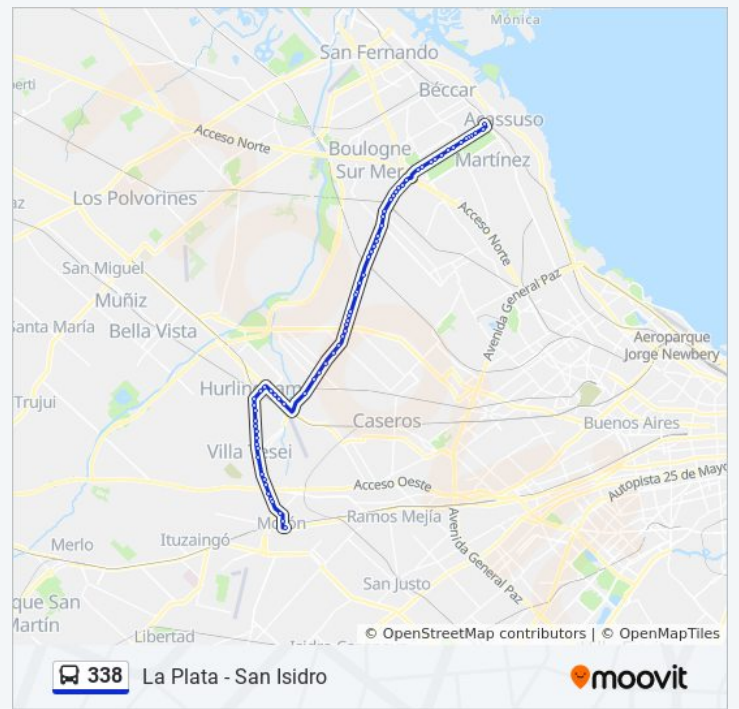 Mónica
San Fernando
Béccar
Acassuso
Acceso Norte
Boulogne
Sur Mer
Martínez
Los Polvorines
Acceso Norte
San Miguel
Muñiz
Avenida General Paz
Santa María
Bella Vista
Aeroparque
Jorge Newbery
Trujui
Caseros
Buenos Aires
Villa Tesei
Acceso Oeste
Autopista 25 de Mayo
Ramos Mejía
Merlo
Ituzaingó
Avenida General Paz
San Justo
que San
Martín
Libertad
© OpenStreetMap contributors | © OpenMapTiles
338 La Plata - San Isidro
moovit